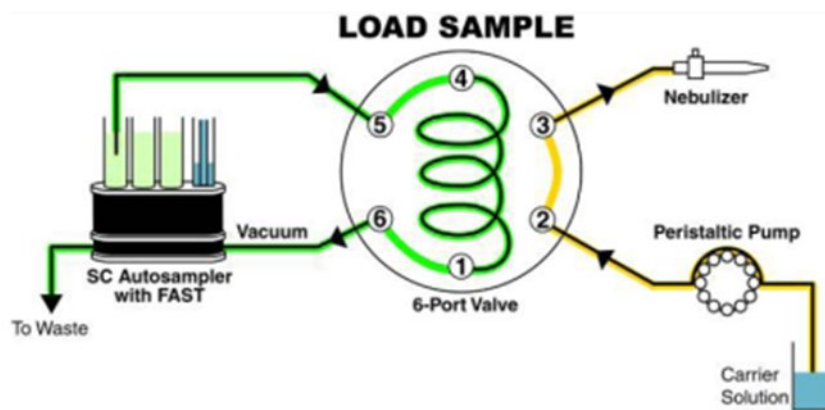 LOAD SAMPLE
4
5
3
Nebulizer
6
2
Vacuum
Peristaltic Pump
1
SC Autosampler
with FAST
6-Port Valve
To Waste
Carrier
Solution